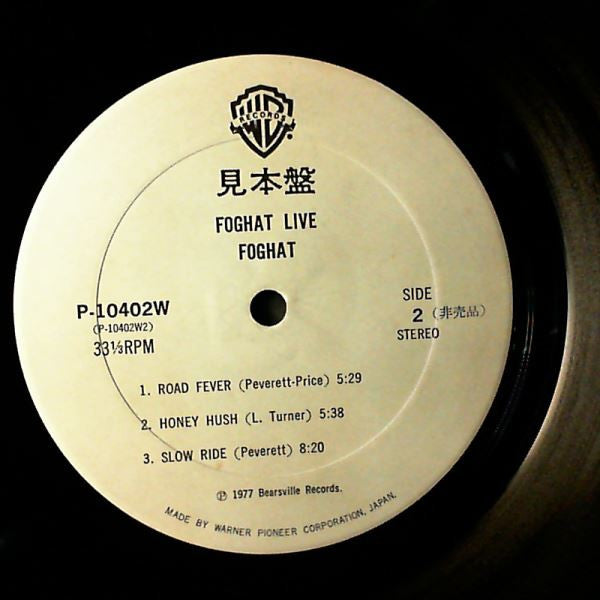 WB
RECORDS
見本盤
FOGHAT LIVE
FOGHAT
P-10402W
(P-10402W2)
33⅓RPM
SIDE
2 (非売品)
STEREO
1. ROAD FEVER (Peverett-Price) 5:29
2. HONEY HUSH (L. Turner) 5:38
3. SLOW RIDE (Peverett) 8:20
Ⓟ 1977 Bearsville Records.
MADE BY WARNER PIONEER CORPORATION, JAPAN.